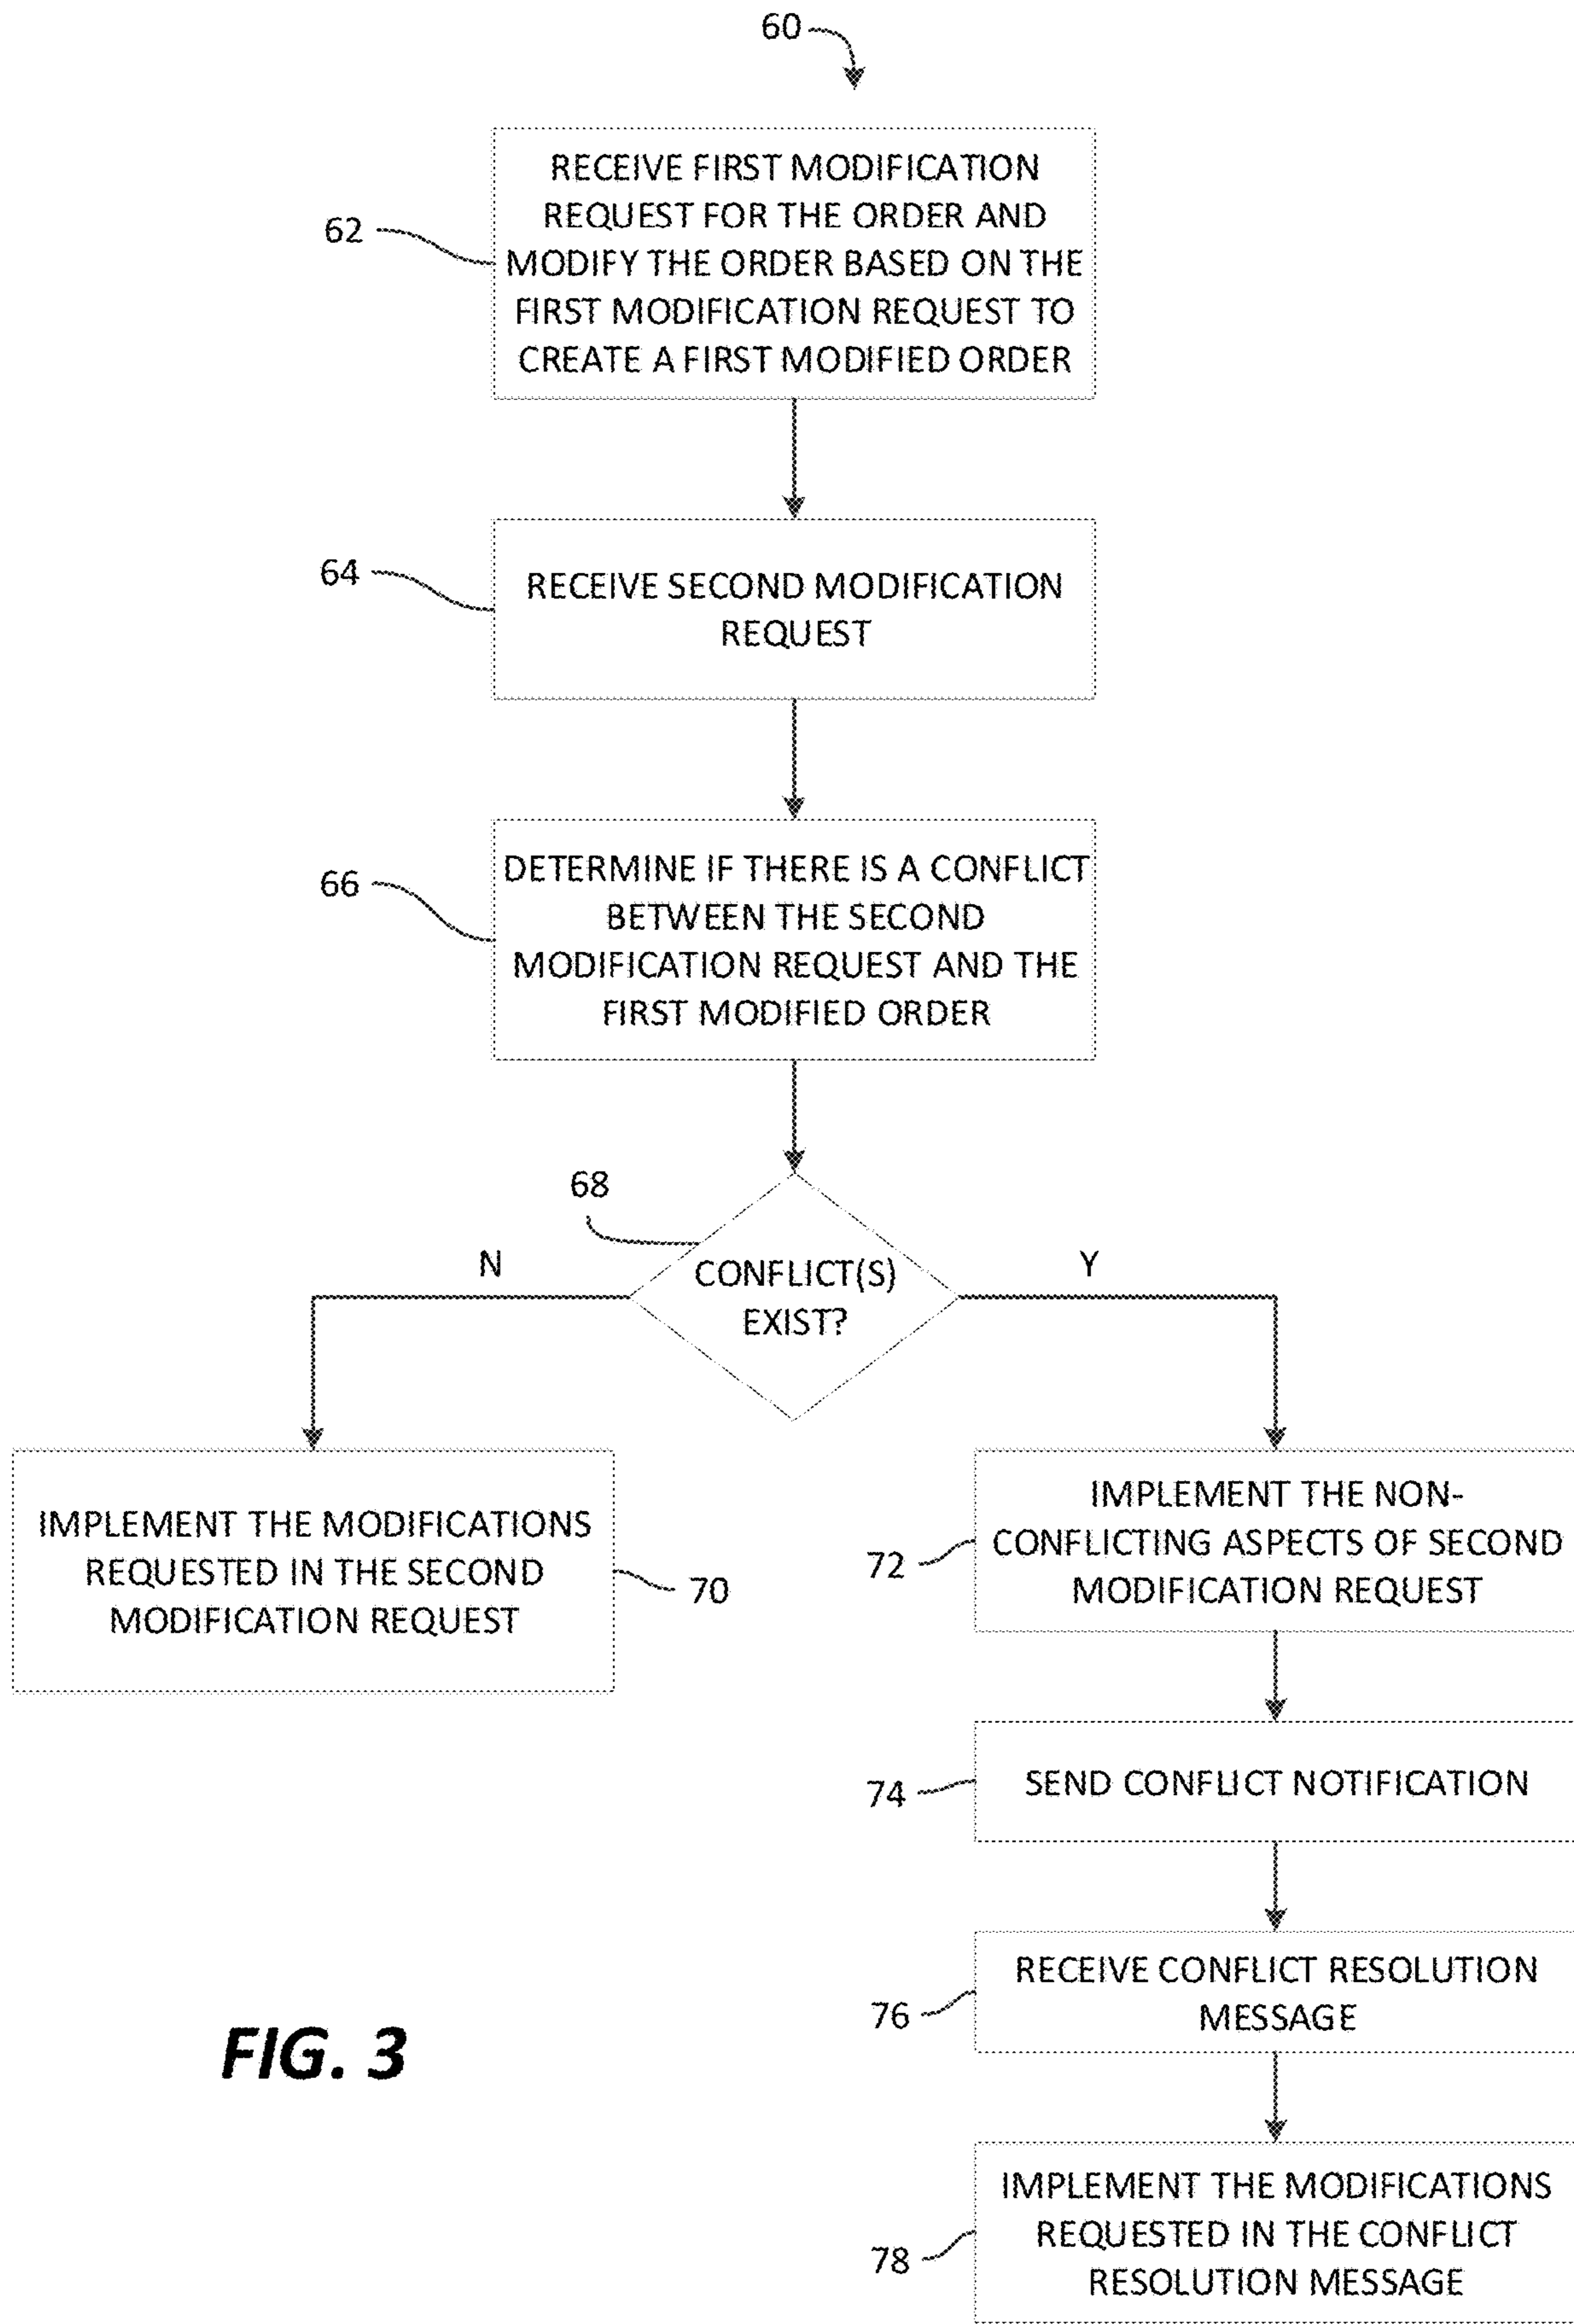 60
RECEIVE FIRST MODIFICATION
REQUEST FOR THE ORDER AND
MODIFY THE ORDER BASED ON THE
FIRST MODIFICATION REQUEST TO
CREATE A FIRST MODIFIED ORDER
62
RECEIVE SECOND MODIFICATION
REQUEST
64
DETERMINE IF THERE IS A CONFLICT
BETWEEN THE SECOND
MODIFICATION REQUEST AND THE
FIRST MODIFIED ORDER
66
68
CONFLICT(S)
EXIST?
N
Y
IMPLEMENT THE MODIFICATIONS
REQUESTED IN THE SECOND
MODIFICATION REQUEST
70
IMPLEMENT THE NON-
CONFLICTING ASPECTS OF SECOND
MODIFICATION REQUEST
72
SEND CONFLICT NOTIFICATION
74
RECEIVE CONFLICT RESOLUTION
MESSAGE
76
IMPLEMENT THE MODIFICATIONS
REQUESTED IN THE CONFLICT
RESOLUTION MESSAGE
78
FIG. 3